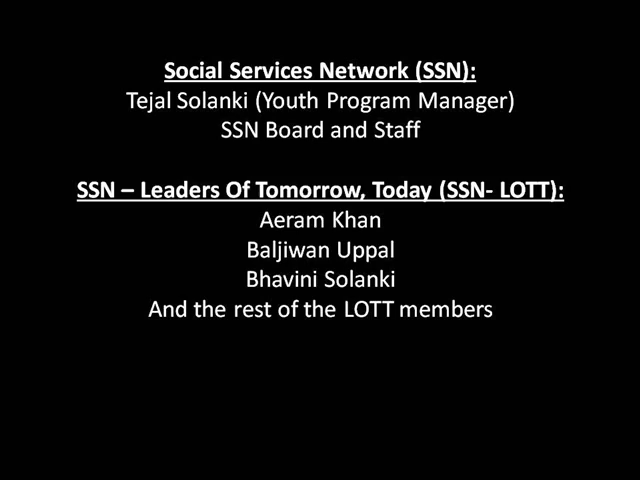 Social Services Network (SSN):
Tejal Solanki (Youth Program Manager)
SSN Board and Staff
SSN – Leaders Of Tomorrow, Today (SSN- LOTT):
Aeram Khan
Baljiwan Uppal
Bhavini Solanki
And the rest of the LOTT members